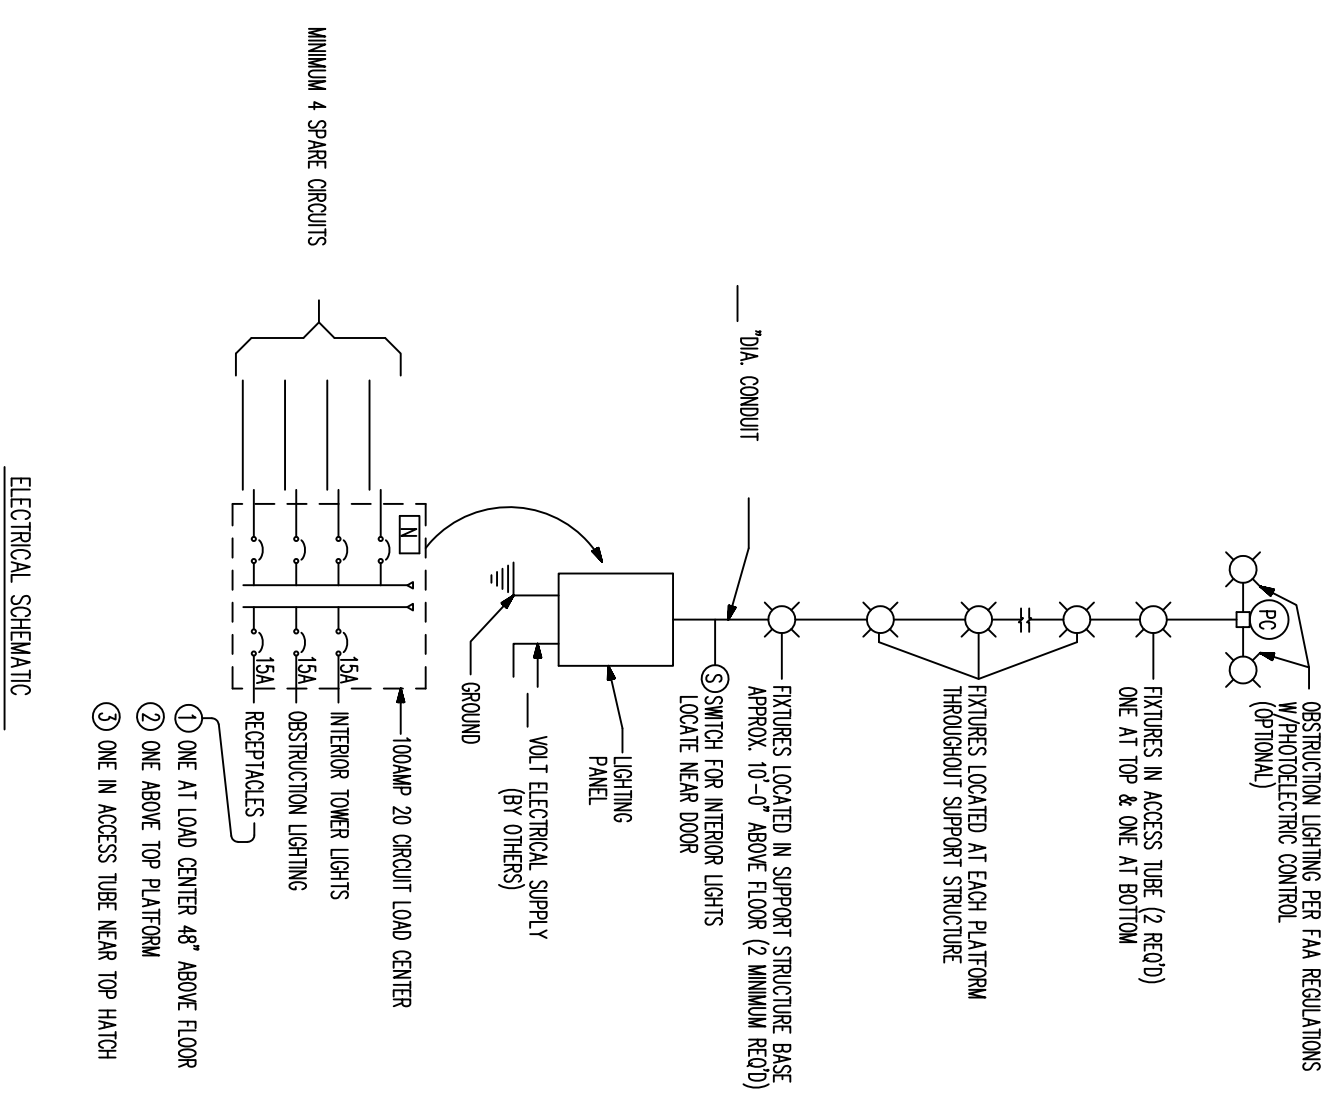 OBSTRUCTION LIGHTING PER FAA REGULATIONS
W/PHOTOELECTRIC CONTROL
(OPTIONAL)
PC
FIXTURES IN ACCESS TUBE (2 REQ'D)
ONE AT TOP & ONE AT BOTTOM
FIXTURES LOCATED AT EACH PLATFORM
THROUGHOUT SUPPORT STRUCTURE
FIXTURES LOCATED IN SUPPORT STRUCTURE BASE
APPROX. 10'-0" ABOVE FLOOR (2 MINIMUM REQ'D)
"DIA. CONDUIT
S
SWITCH FOR INTERIOR LIGHTS
LOCATE NEAR DOOR
LIGHTING
PANEL
VOLT ELECTRICAL SUPPLY
(BY OTHERS)
GROUND
100AMP 20 CIRCUIT LOAD CENTER
N
MINIMUM 4 SPARE CIRCUITS
15A
INTERIOR TOWER LIGHTS
15A
OBSTRUCTION LIGHTING
15A
RECEPTACLES
1 ONE AT LOAD CENTER 48" ABOVE FLOOR
2 ONE ABOVE TOP PLATFORM
3 ONE IN ACCESS TUBE NEAR TOP HATCH
ELECTRICAL SCHEMATIC